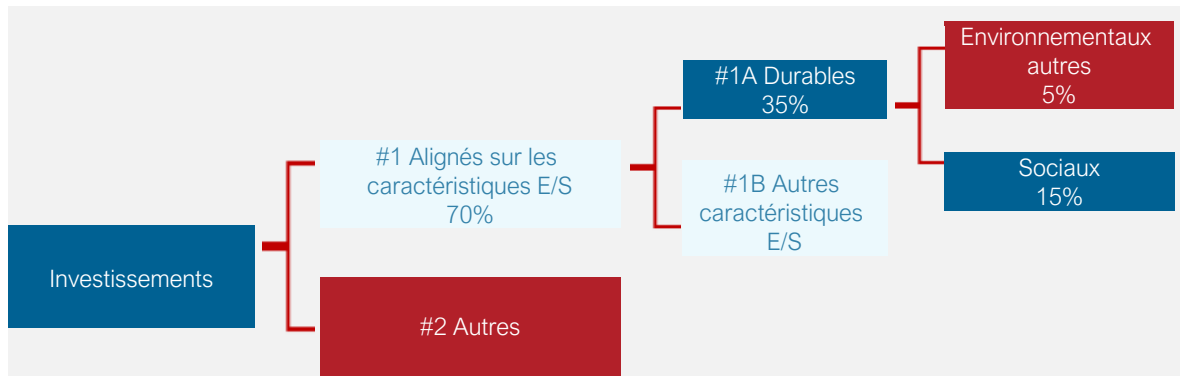 Investissements
#1 Alignés sur les
caractéristiques E/S
70%
#2 Autres
#1A Durables
35%
#1B Autres
caractéristiques
E/S
Environnementaux
autres
5%
Sociaux
15%